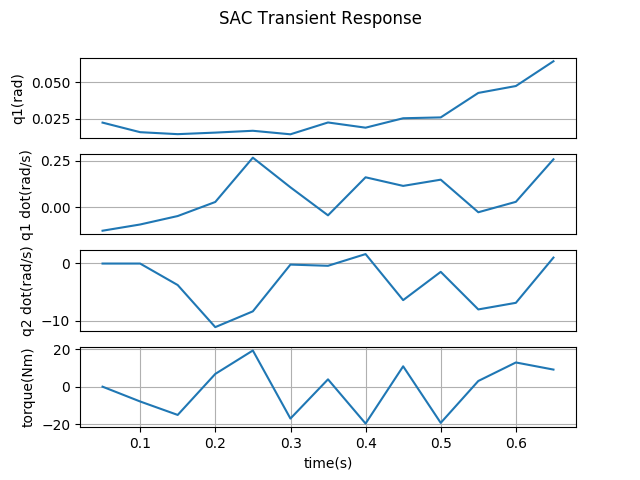 SAC Transient Response
q1(rad)
0.050
0.025
q1 dot(rad/s)
0.25
0.00
q2 dot(rad/s)
0
−10
torque(Nm)
20
0
−20
0.1 0.2 0.3 0.4 0.5 0.6
time(s)